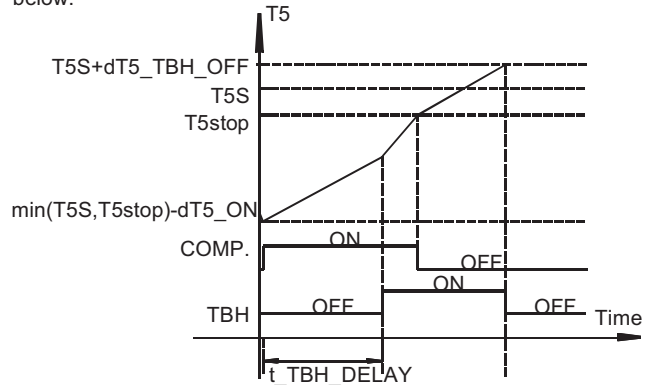 below:
T5
T5S+dT5_TBH_OFF
T5S
T5stop
min(T5S,T5stop)-dT5_ON
COMP.
ON
OFF
TBH
OFF
ON
OFF
Time
t_TBH_DELAY